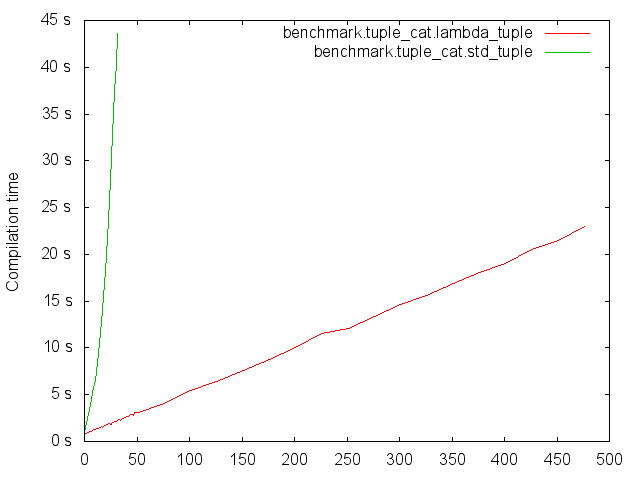 benchmark.tuple_cat.lambda_tuple
benchmark.tuple_cat.std_tuple
45 s
40 s
35 s
30 s
25 s
20 s
15 s
10 s
5 s
0 s
Compilation time
0 50 100 150 200 250 300 350 400 450 500